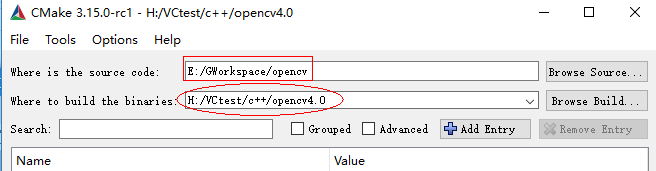 CMake 3.15.0-rc1 - H:/VCtest/c++/opencv4.0
File Tools Options Help
Where is the source code: E:/GWorkspace/opencv Browse Source...
Where to build the binaries: H:/VCtest/c++/opencv4.0 Browse Build...
Search: Grouped Advanced Add Entry Remove Entry
Name Value